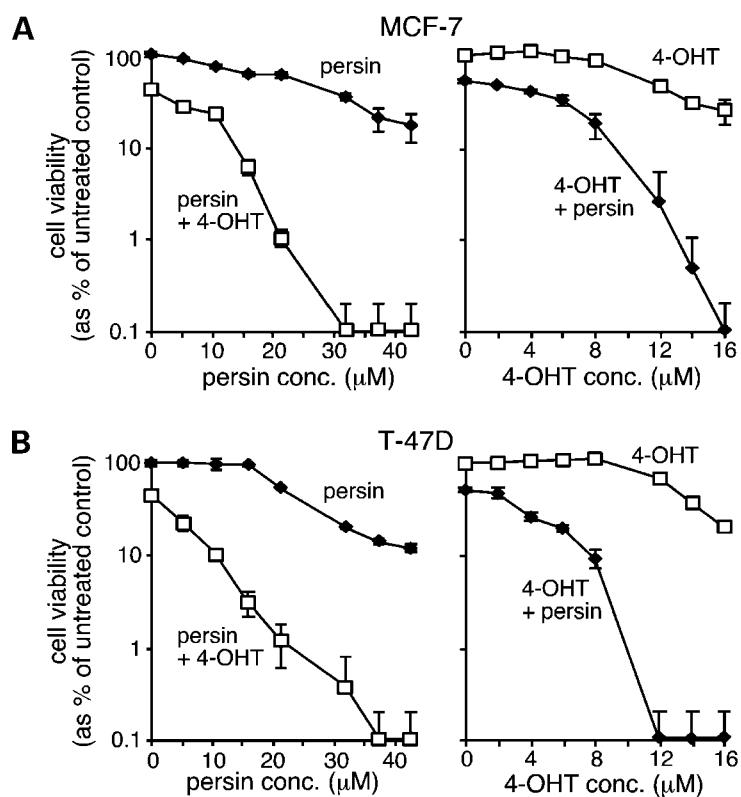 A
MCF-7
cell viability
(as % of untreated control)
100
10
1
0.1
persin
persin
+ 4-OHT
0 10 20 30 40
persin conc. (μM)
4-OHT
4-OHT
+ persin
0 4 8 12 16
4-OHT conc. (μM)
B
T-47D
cell viability
(as % of untreated control)
100
10
1
0.1
persin
persin
+ 4-OHT
0 10 20 30 40
persin conc. (μM)
4-OHT
4-OHT
+ persin
0 4 8 12 16
4-OHT conc. (μM)